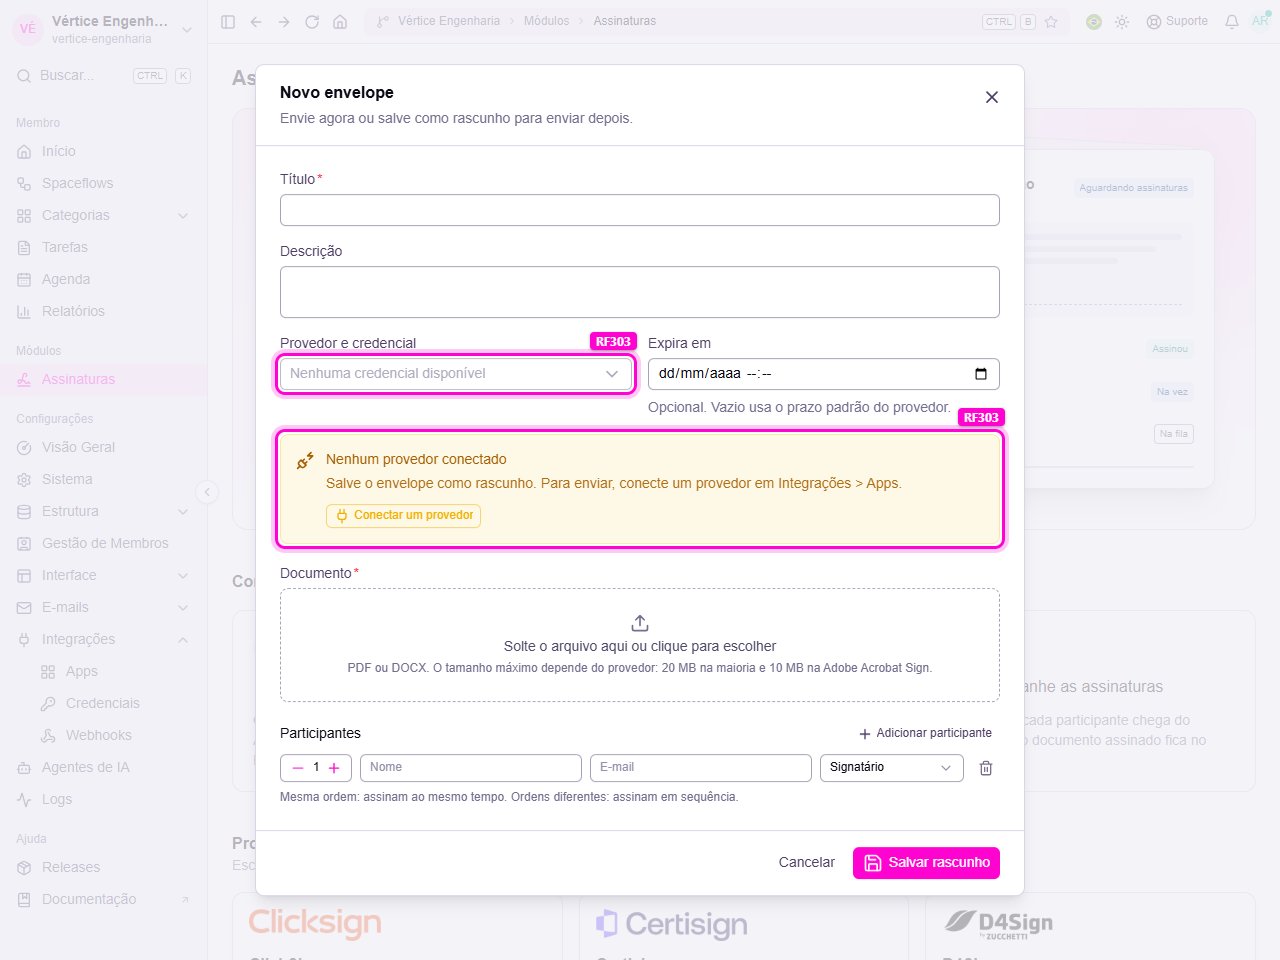 VÉ
Vértice Engenh...
vertice-engenharia
Buscar...
CTRL
K
Membro
Início
Spaceflows
Categorias
Tarefas
Agenda
Relatórios
Módulos
Assinaturas
Configurações
Visão Geral
Sistema
Estrutura
Gestão de Membros
Interface
E-mails
Integrações
Apps
Credenciais
Webhooks
Agentes de IA
Logs
Ajuda
Releases
Documentação
Vértice Engenharia
Módulos
Assinaturas
CTRL
B
Suporte
AR
Novo envelope
Envie agora ou salve como rascunho para enviar depois.
Título*
Descrição
Provedor e credencial
RF303
Nenhuma credencial disponível
Expira em
dd/mm/aaaa --:--
Opcional. Vazio usa o prazo padrão do provedor.
RF303
Nenhum provedor conectado
Salve o envelope como rascunho. Para enviar, conecte um provedor em Integrações > Apps.
Conectar um provedor
Documento*
Solte o arquivo aqui ou clique para escolher
PDF ou DOCX. O tamanho máximo depende do provedor: 20 MB na maioria e 10 MB na Adobe Acrobat Sign.
Participantes
Adicionar participante
1
Nome
E-mail
Signatário
Mesma ordem: assinam ao mesmo tempo. Ordens diferentes: assinam em sequência.
Cancelar
Salvar rascunho
Aguardando assinaturas
Assinou
Na vez
Na fila
as assinaturas
cada participante chega do
documento assinado fica no
Clicksign
Certisign
D4Sign
by ZUCCHETTI